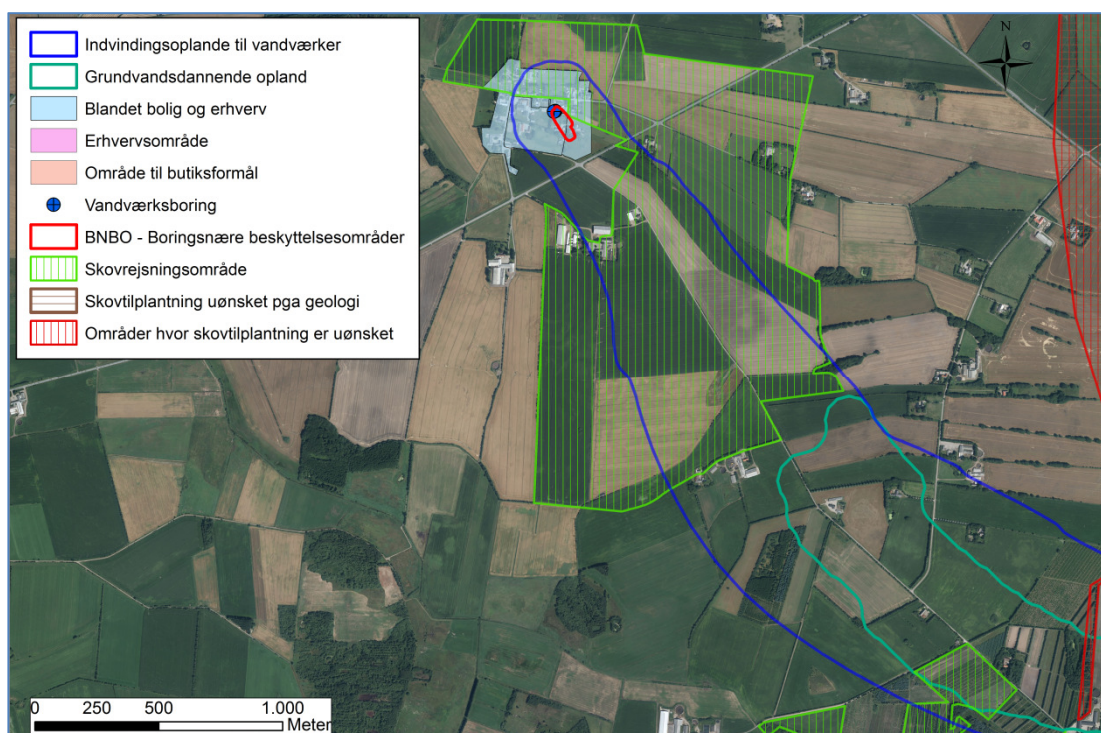 Indvindingsoplande til vandværker
Grundvandsdannende opland
Blandet bolig og erhverv
Erhvervsområde
Område til butiksformål
Vandværksboring
BNBO - Boringsnære beskyttelsesområder
Skovrejsningsområde
Skovtilplantning uønsket pga geologi
Områder hvor skovtilplantning er uønsket
N
0 250 500 1.000
Meter